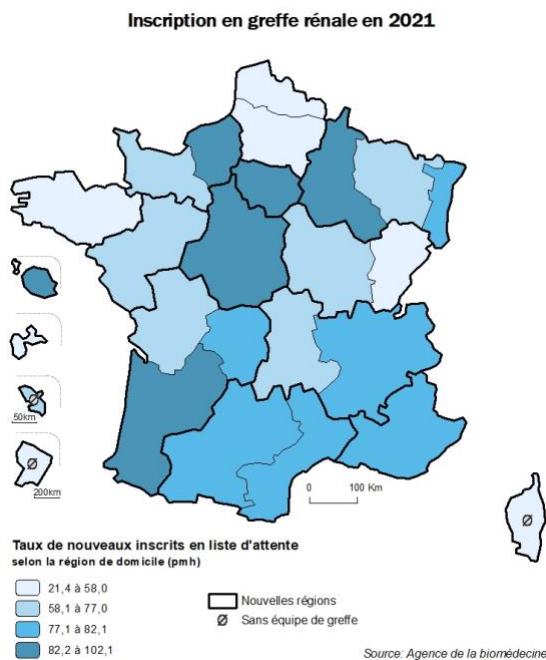 Inscription en greffe rénale en 2021
50km
200km
0 100 Km
Taux de nouveaux inscrits en liste d'attente
selon la région de domicile (pmh)
21,4 à 58,0
58,1 à 77,0
77,1 à 82,1
82,2 à 102,1
Nouvelles régions
Sans équipe de greffe
Source: Agence de la biomédecine